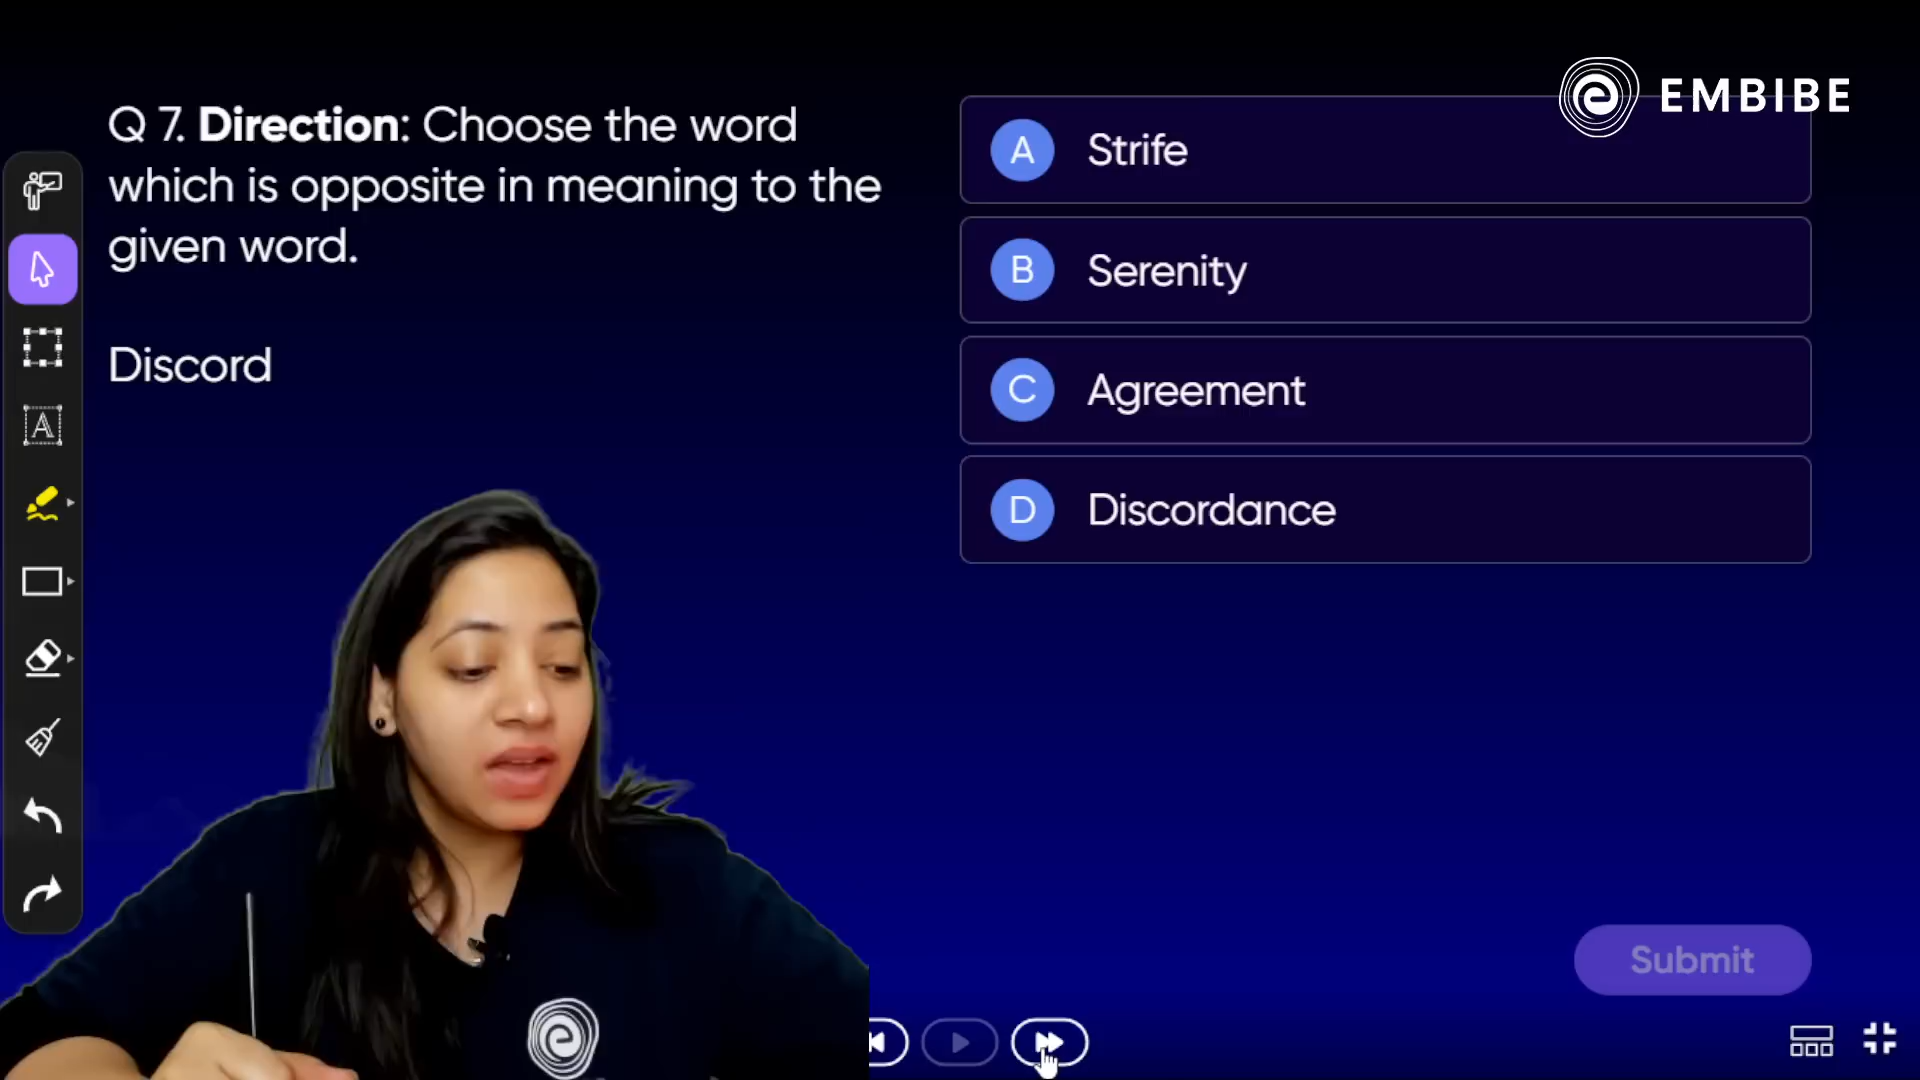 EMBIBE
Q 7. Direction: Choose the word
which is opposite in meaning to the
given word.
Discord
A Strife
B Serenity
C Agreement
D Discordance
Submit